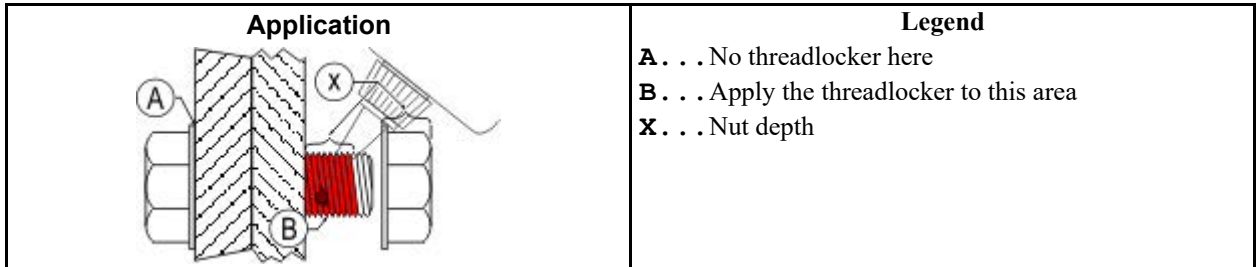 Application
A
X
B
Legend
A...No threadlocker here
B...Apply the threadlocker to this area
X...Nut depth